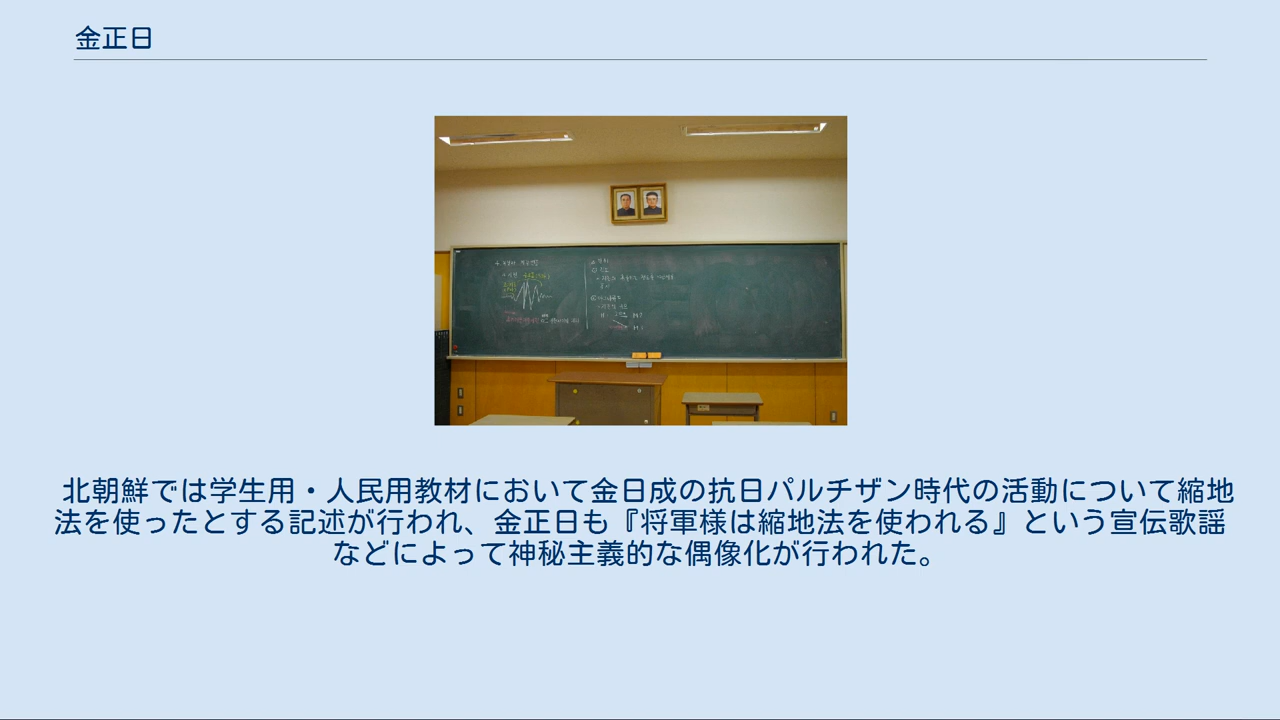 金正日
北朝鮮では学生用・人民用教材において金日成の抗日パルチザン時代の活動について縮地
法を使ったとする記述が行われ、金正日も『将軍様は縮地法を使われる』という宣伝歌謡
などによって神秘主義的な偶像化が行われた。